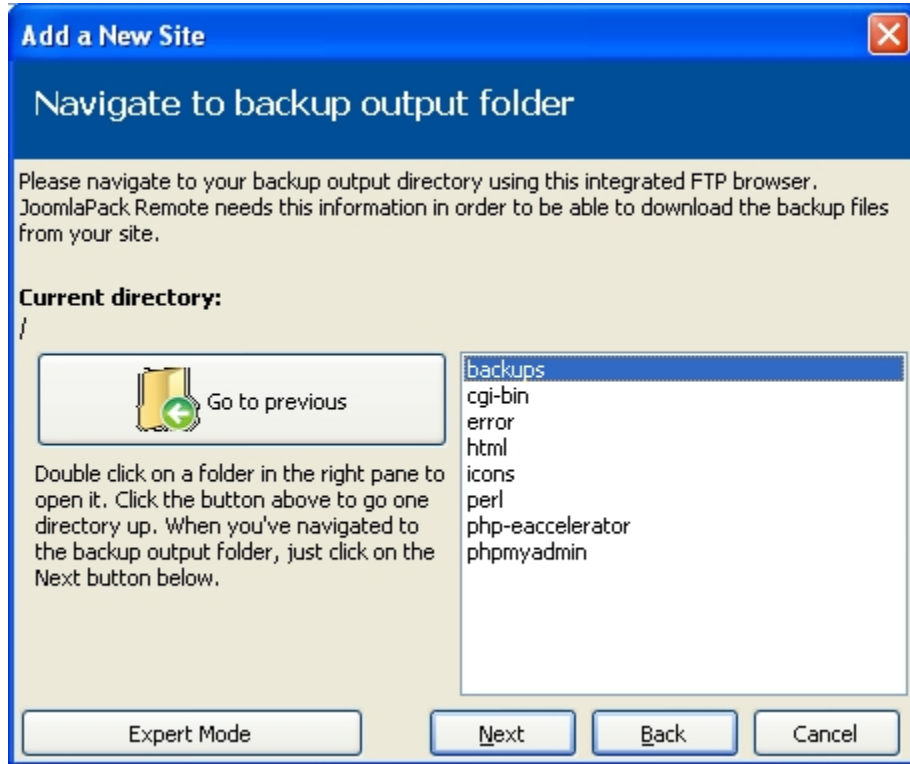 Add a New Site
Navigate to backup output folder
Please navigate to your backup output directory using this integrated FTP browser.
JoomlaPack Remote needs this information in order to be able to download the backup files
from your site.
Current directory:
/
Go to previous
Double click on a folder in the right pane to
open it. Click the button above to go one
directory up. When you've navigated to
the backup output folder, just click on the
Next button below.
backups
cgi-bin
error
html
icons
perl
php-eaccelerator
phpmyadmin
Expert Mode
Next
Back
Cancel